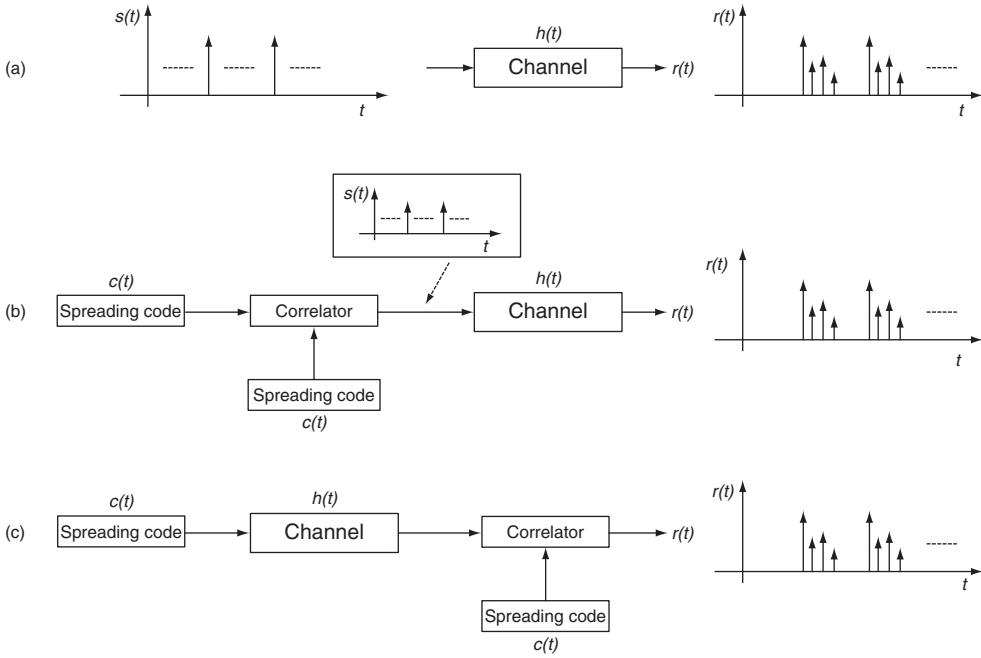 (a)
s(t)
t
h(t)
Channel
r(t)
r(t)
t
s(t)
t
(b)
c(t)
Spreading code
Correlator
Spreading code
c(t)
h(t)
Channel
r(t)
r(t)
t
(c)
c(t)
Spreading code
h(t)
Channel
Correlator
Spreading code
c(t)
r(t)
r(t)
t